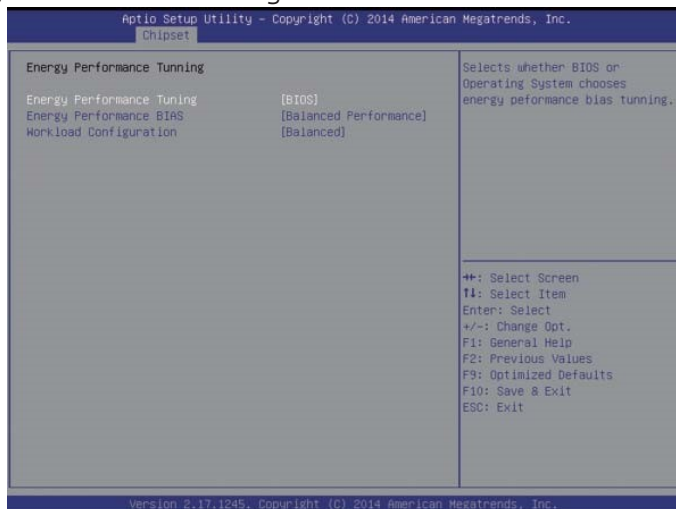 Aptio Setup Utility – Copyright (C) 2014 American Megatrends, Inc.
Chipset
Energy Performance Tunning
Energy Performance Tuning [BIOS]
Energy Performance BIAS [Balanced Performance]
Workload Configuration [Balanced]
Selects whether BIOS or
Operating System chooses
energy peformance bias tunning.
→←: Select Screen
↑↓: Select Item
Enter: Select
+/-: Change Opt.
F1: General Help
F2: Previous Values
F9: Optimized Defaults
F10: Save & Exit
ESC: Exit
Version 2.17.1245. Copyright (C) 2014 American Megatrends, Inc.